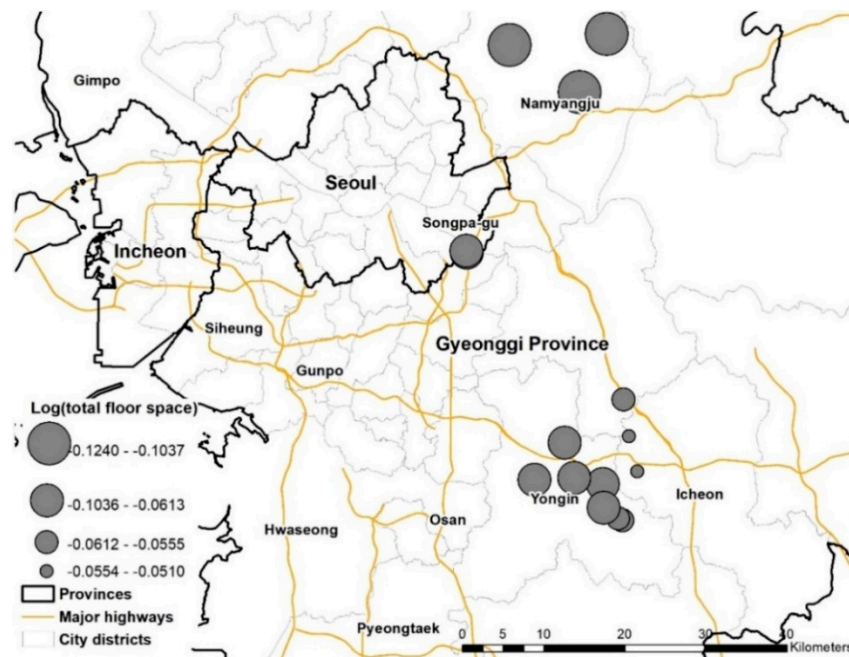 Gimpo
Namyangju
Seoul
Songpa-gu
Incheon
Siheung
Gyeonggi Province
Gunpo
Log(total floor space)
-0.1240 - -0.1037
-0.1036 - -0.0613
Yongin
Icheon
Hwaseong
Osan
-0.0612 - -0.0555
-0.0554 - -0.0510
Provinces
Major highways
City districts
Pyeongtaek
0 5 10 20 30
Kilometers